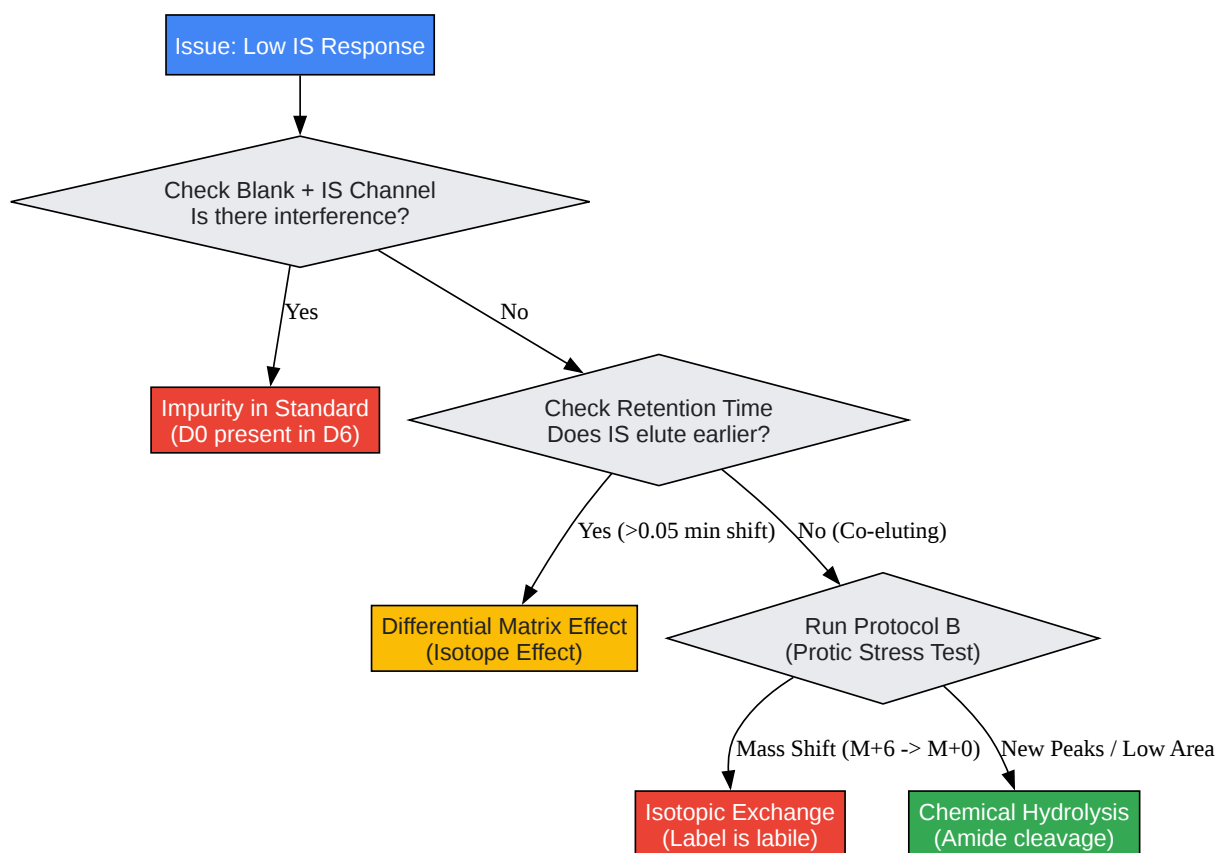 Issue: Low IS Response
Check Blank + IS Channel
Is there interference?
Yes
No
Impurity in Standard
(D0 present in D6)
Check Retention Time
Does IS elute earlier?
Yes (>0.05 min shift)
No (Co-eluting)
Differential Matrix Effect
(Isotope Effect)
Run Protocol B
(Protic Stress Test)
Mass Shift (M+6 -> M+0)
New Peaks / Low Area
Isotopic Exchange
(Label is labile)
Chemical Hydrolysis
(Amide cleavage)